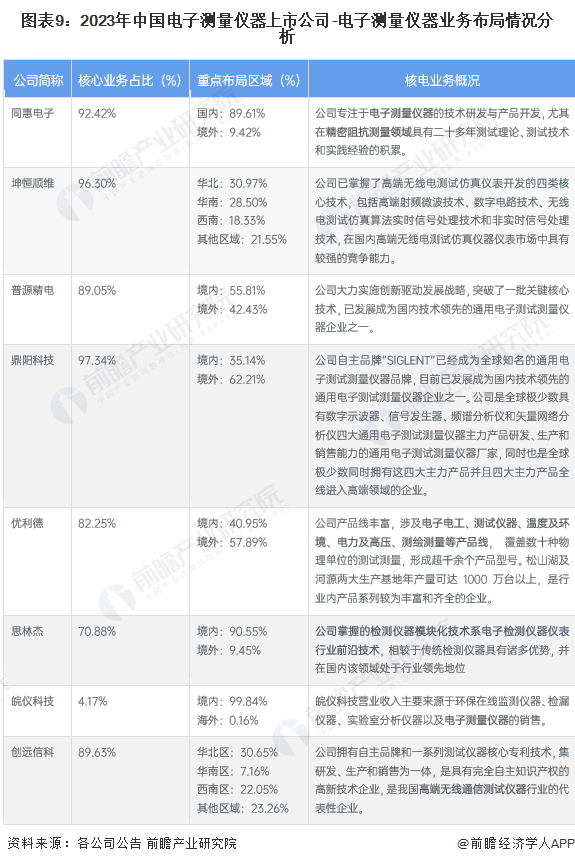 图表9：2023年中国电子测量仪器上市公司-电子测量仪器业务布局情况分
析
公司简称 核心业务占比（%） 重点布局区域（%） 核电业务概况
同惠电子 92.42% 国内：89.61%
境外：9.42%
公司专注于电子测量仪器的技术研发与产品开发，尤其
在精密阻抗测量领域具有二十多年测试理论、测试技术
和实践经验的积累。
坤恒顺维 96.30% 华北：30.97%
华南：28.50%
西南：18.33%
其他区域：21.55%
公司已掌握了高端无线电测试仿真仪表开发的四类核
心技术，包括高端射频微波技术、数字电路技术、无线
电测试仿真算法实时信号处理技术和非实时信号处理
技术，在国内高端无线电测试仿真仪器仪表市场中具有
较强的竞争能力。
普源精电 89.05% 境内：55.81%
境外：42.43%
公司大力实施创新驱动发展战略，突破了一批关键核心
技术，已发展成为国内技术领先的通用电子测试测量仪
器企业之一。
鼎阳科技 97.34% 境内：35.14%
境外：62.21%
公司自主品牌“SIGLENT”已经成为全球知名的通用电
子测试测量仪器品牌，目前已发展成为国内技术领先的
通用电子测试测量仪器企业之一。公司是全球极少数具
有数字示波器、信号发生器、频谱分析仪和矢量网络分
析仪四大通用电子测试测量仪器主力产品研发、生产和
销售能力的通用电子测试测量仪器厂家，同时也是全球
极少数同时拥有这四大主力产品并且四大主力产品全
线进入高端领域的企业。
优利德 82.25% 境内：40.95%
境外：57.89%
公司产品线丰富，涉及电子电工、测试仪器、温度及环
境、电力及高压、测绘测量等产品线， 覆盖数十种物
理单位的测试测量，形成超千余个产品型号。松山湖及
河源两大生产基地年产量可达 1000 万台以上，是行
业内产品系列较为丰富和齐全的企业。
思林杰 70.88% 境内：90.55%
境外：9.45%
公司掌握的检测仪器模块化技术系电子检测仪器仪表
行业前沿技术，相较于传统检测仪器具有诸多优势，并
在国内该领域处于行业领先地位
皖仪科技 4.17% 境内：99.84%
海外：0.16%
皖仪科技营业收入主要来源于环保在线监测仪器、检漏
仪器、实验室分析仪器以及电子测量仪器的销售。
创远信科 89.63% 华北区：30.65%
华南区：7.16%
西南区：22.05%
其他区域：23.26%
公司拥有自主品牌和一系列测试仪器核心专利技术，集
研发、生产和销售为一体，是具有完全自主知识产权的
高新技术企业，是我国高端无线通信测试仪器行业的代
表性企业。
资料来源：各公司公告 前瞻产业研究院 @前瞻经济学人APP